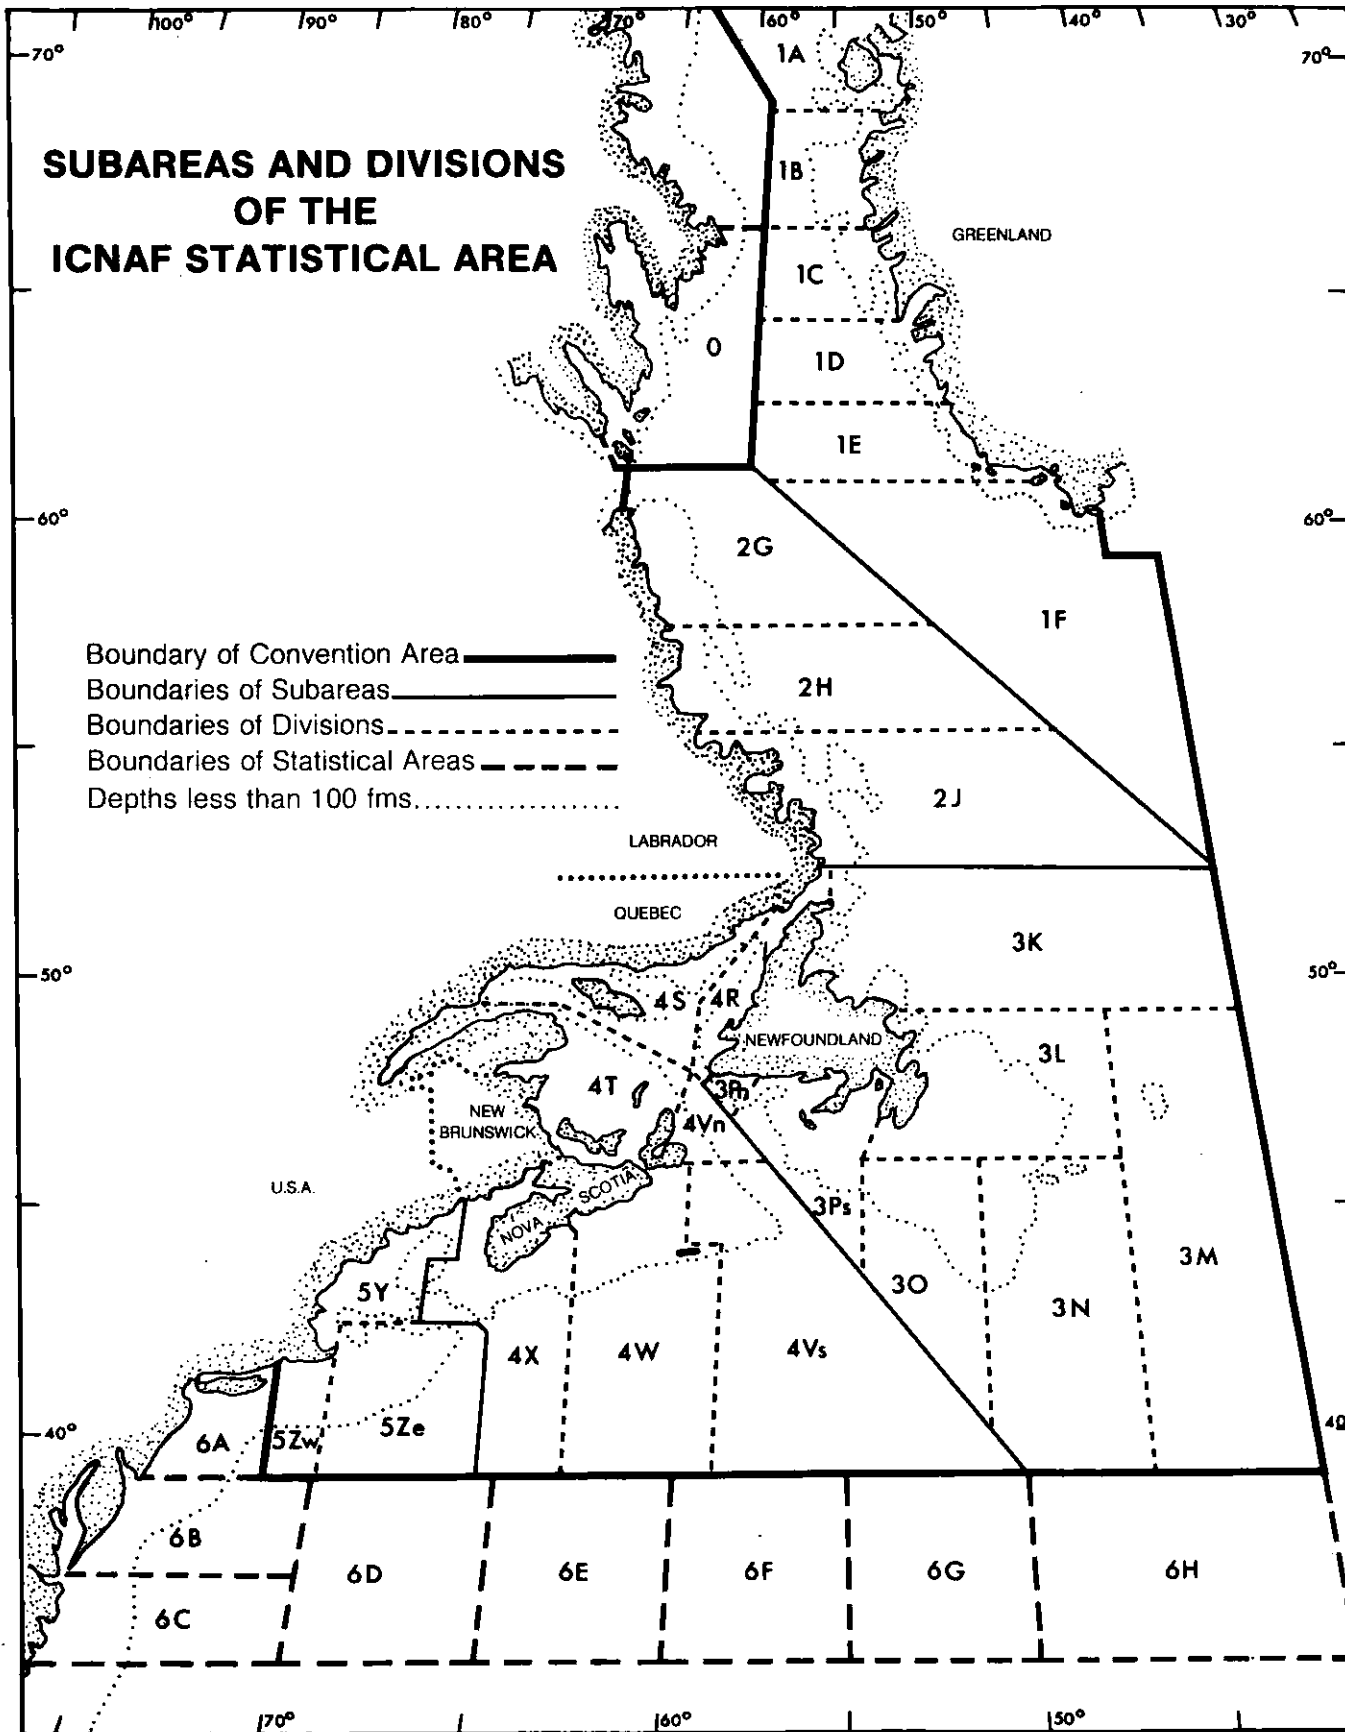 100° 90° 80° 70° 60° 50° 40° 30°
70° 1A 70°
SUBAREAS AND DIVISIONS
OF THE
ICNAF STATISTICAL AREA
1B
GREENLAND
1C
0
1D
1E
60° 60°
2G
1F
Boundary of Convention Area
Boundaries of Subareas
Boundaries of Divisions
Boundaries of Statistical Areas
Depths less than 100 fms
2H
2J
LABRADOR
QUEBEC
3K
50° 50°
4S 4R
NEWFOUNDLAND
3L
4T
3Pn
NEW
BRUNSWICK
4Vn
U.S.A.
NOVA SCOTIA
3Ps
3M
5Y
3O
3N
4X 4W 4Vs
40° 6A 5Zw 5Ze 40
6B
6D 6E 6F 6G 6H
6C
70° 60° 50°